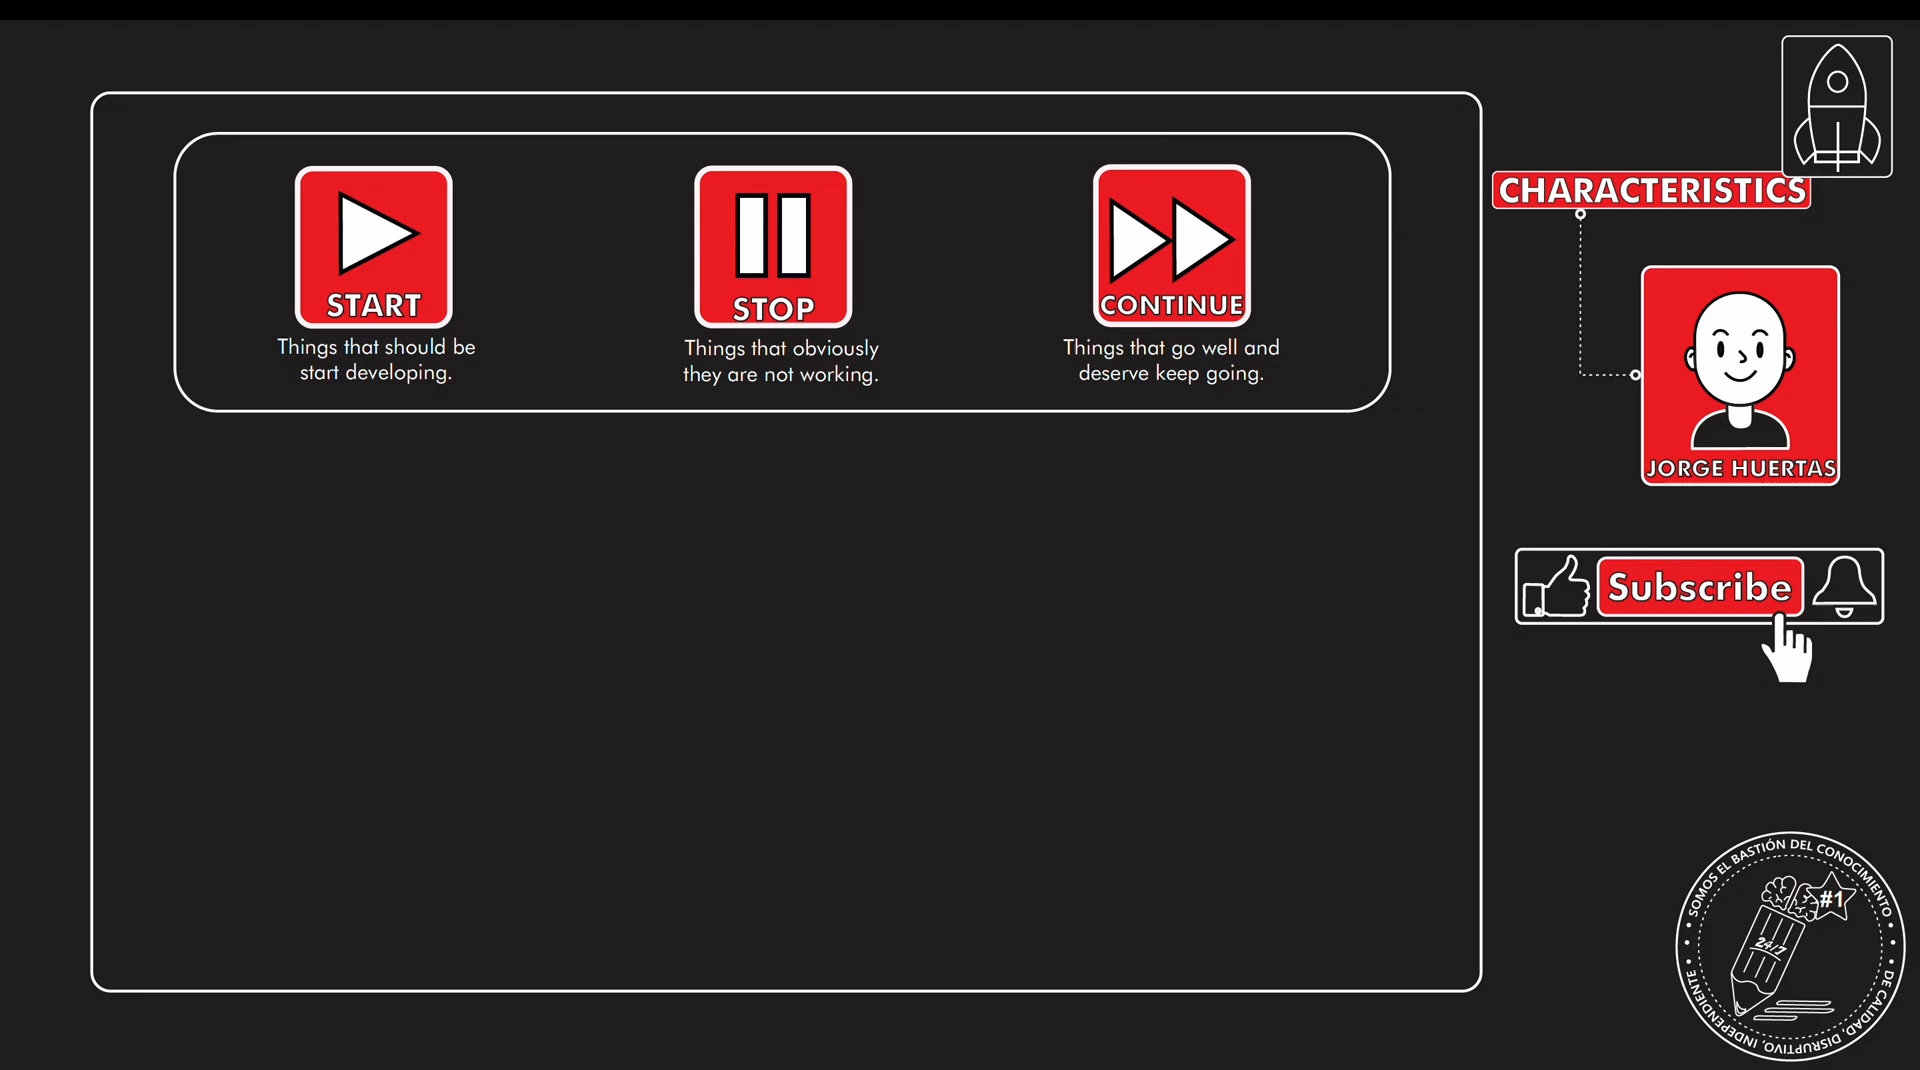 START
Things that should be
start developing.
STOP
Things that obviously
they are not working.
CONTINUE
Things that go well and
deserve keep going.
CHARACTERISTICS
JORGE HUERTAS
Subscribe
SOMOS EL BASTIÓN DEL CONOCIMIENTO
DE CALIDAD, DISRUPTIVO, INDEPENDIENTE
#1
24/7